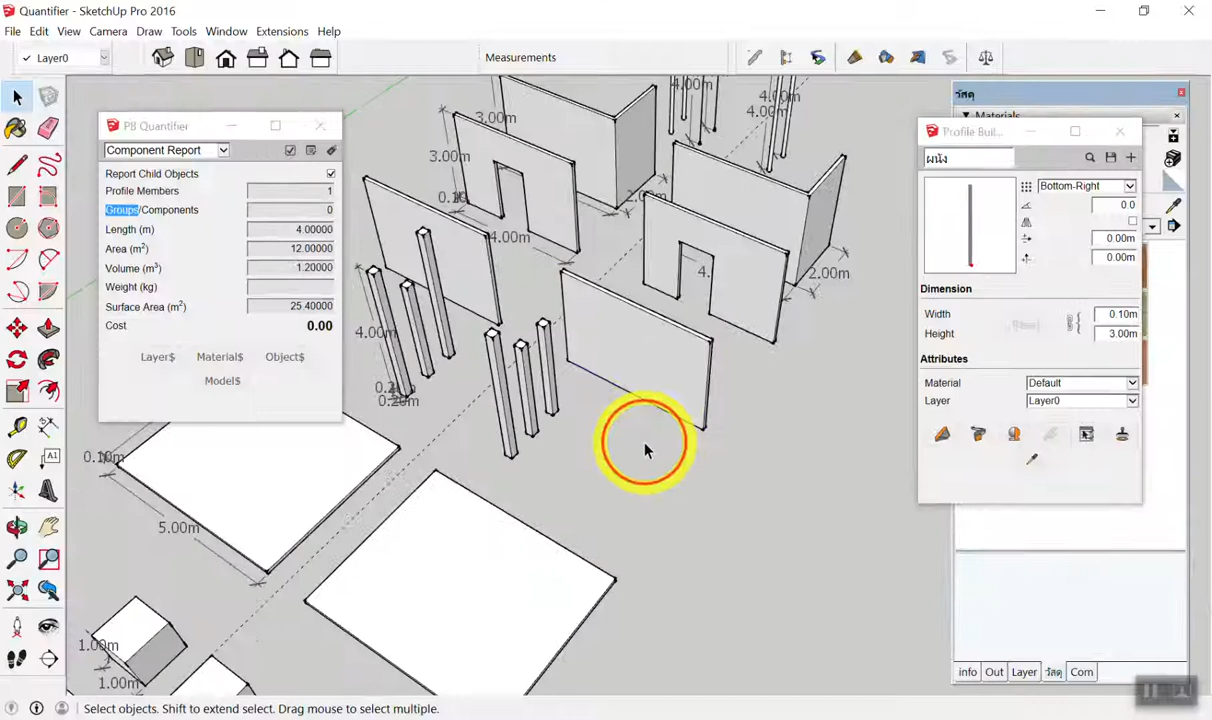 Quantifier - SketchUp Pro 2016
File Edit View Camera Draw Tools Window Extensions Help
Layer0
Measurements
PB Quantifier
Component Report
Report Child Objects
Profile Members 1
Groups/Components 0
Length (m) 4.00000
Area (m²) 12.00000
Volume (m³) 1.20000
Weight (kg)
Surface Area (m²) 25.40000
Cost 0.00
Layer$ Material$ Object$
Model$
4.00m
4.00m
4.00m
3.00m
3.00m
2.00m
4.00m
4.
2.00m
4.00m
0.20m
0.10m
5.00m
1.00m
1.00m
วัสดุ
Materials
Profile Buil...
ผนัง
Bottom-Right
0.0
0.00m
0.00m
Dimension
Width 0.10m
Height 3.00m
Attributes
Material Default
Layer Layer0
info Out Layer วัสดุ Com
Select objects. Shift to extend select. Drag mouse to select multiple.
A1